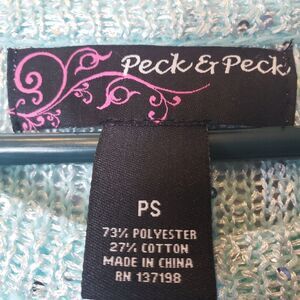 Peck & Peck
PS
73% POLYESTER
27% COTTON
MADE IN CHINA
RN 137198